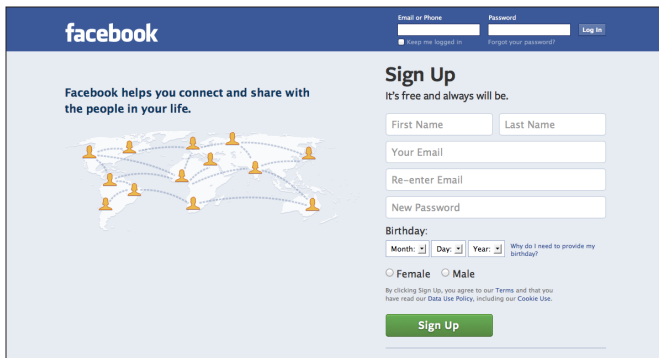 facebook
Email or Phone
Password
Log In
Keep me logged in
Forgot your password?
Facebook helps you connect and share with
the people in your life.
Sign Up
It's free and always will be.
First Name
Last Name
Your Email
Re-enter Email
New Password
Birthday:
Month:
Day:
Year:
Why do I need to provide my
birthday?
Female
Male
By clicking Sign Up, you agree to our Terms and that you
have read our Data Use Policy, including our Cookie Use.
Sign Up